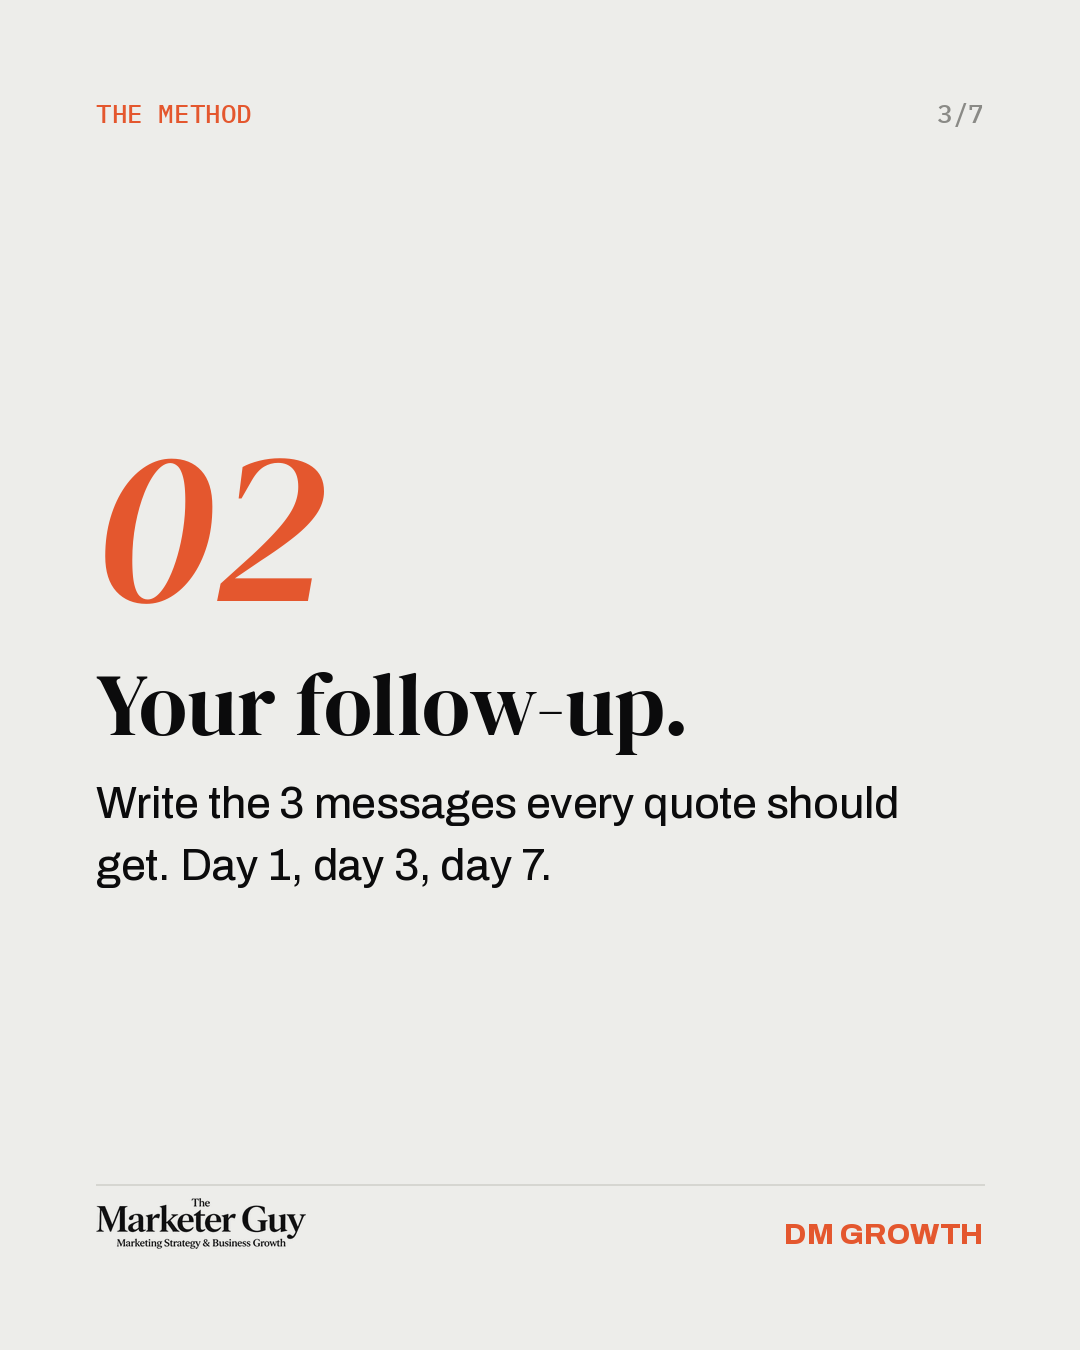 THE METHOD
3/7
02
Your follow-up.
Write the 3 messages every quote should
get. Day 1, day 3, day 7.
The
Marketer Guy
Marketing Strategy & Business Growth
DM GROWTH